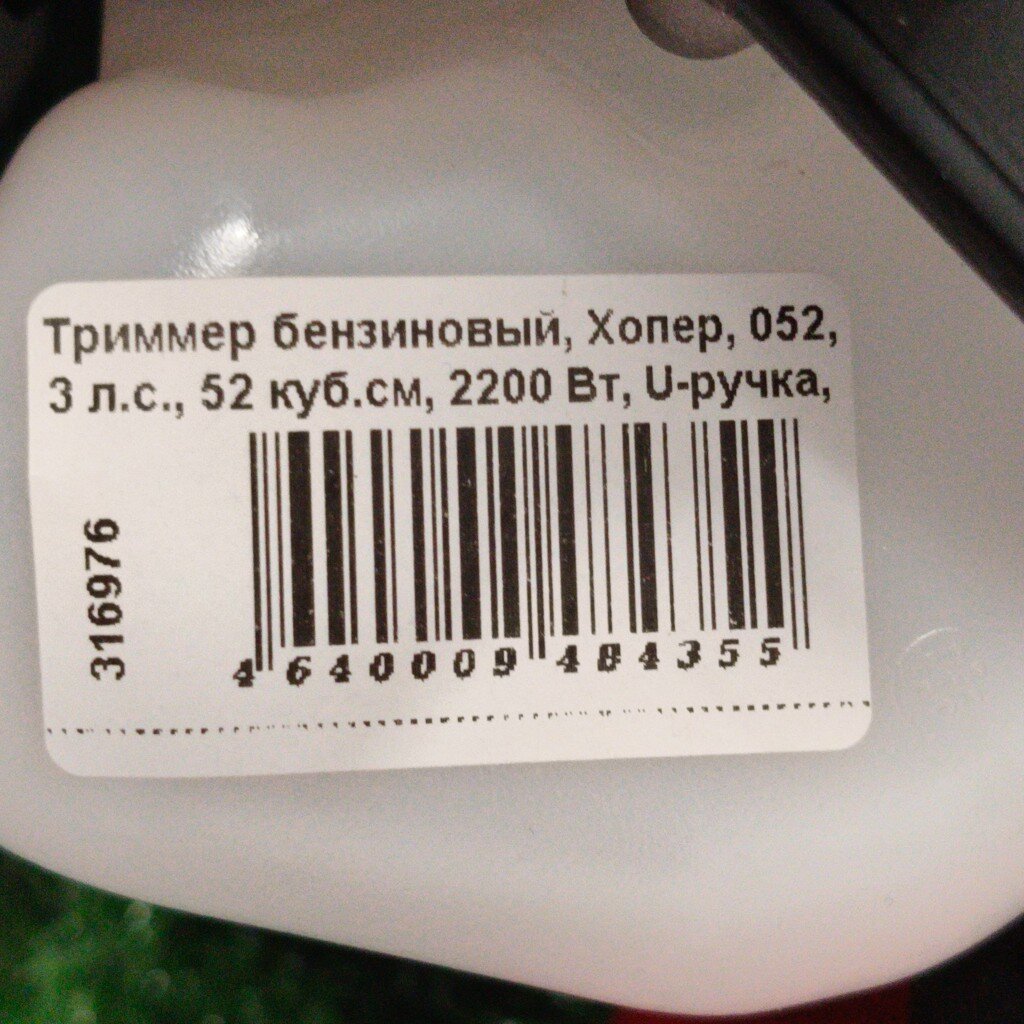 Триммер бензиновый, Хопер, 052,
3 л.с., 52 куб.см, 2200 Вт, U-ручка,
316976
4 640009 484355